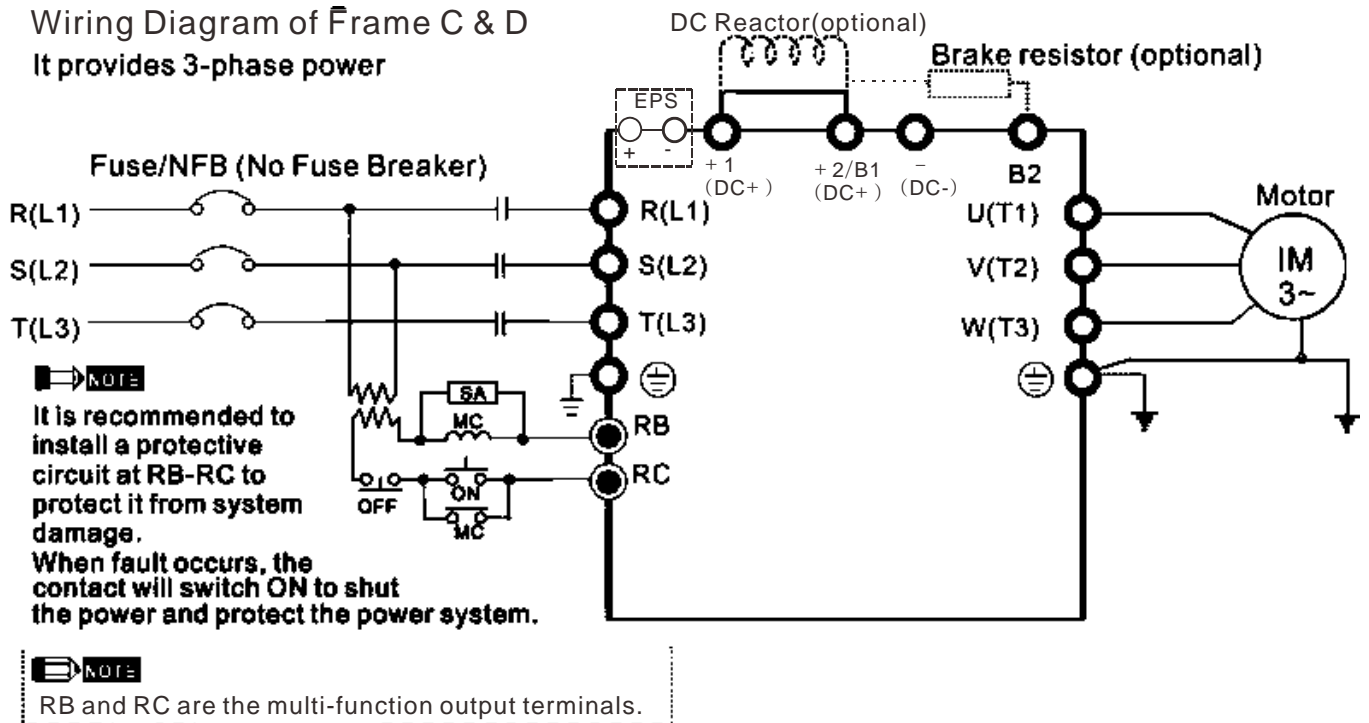 Wiring Diagram of Frame C & D
It provides 3-phase power
DC Reactor(optional)
Brake resistor (optional)
EPS
+ -
+1
(DC+)
+2/B1
(DC+)
−
(DC-)
B2
Fuse/NFB (No Fuse Breaker)
R(L1)
S(L2)
T(L3)
R(L1)
S(L2)
T(L3)
U(T1)
V(T2)
W(T3)
Motor
IM
3~
SA
MC
RB
RC
OFF
ON
MC
NOTE
It is recommended to
install a protective
circuit at RB-RC to
protect it from system
damage.
When fault occurs, the
contact will switch ON to shut
the power and protect the power system.
NOTE
RB and RC are the multi-function output terminals.